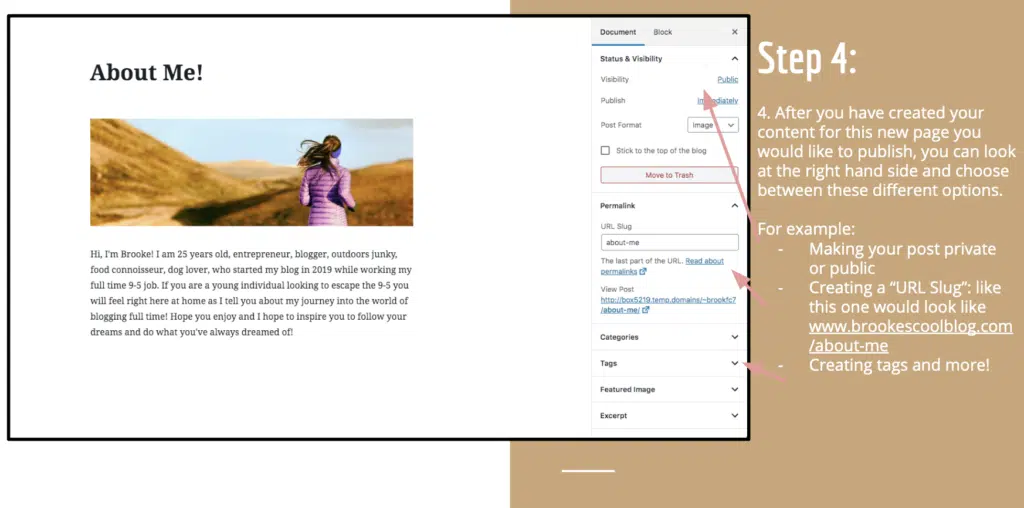 About Me!
Hi, I'm Brooke! I am 25 years old, entrepreneur, blogger, outdoors junky,
food connoisseur, dog lover, who started my blog in 2019 while working my
full time 9-5 job. If you are a young individual looking to escape the 9-5 you
will feel right here at home as I tell you about my journey into the world of
blogging full time! Hope you enjoy and I hope to inspire you to follow your
dreams and do what you've always dreamed of!
Document Block
Status & Visibility
Visibility Public
Publish Immediately
Post Format Image
Stick to the top of the blog
Move to Trash
Permalink
URL Slug
about-me
The last part of the URL. Read about
permalinks
View Post
http://box5219.temp.domains/~brookfc7
/about-me/
Categories
Tags
Featured Image
Excerpt
Step 4:
4. After you have created your
content for this new page you
would like to publish, you can look
at the right hand side and choose
between these different options.
For example:
- Making your post private
or public
- Creating a “URL Slug”: like
this one would look like
www.brookescoolblog.com
/about-me
- Creating tags and more!